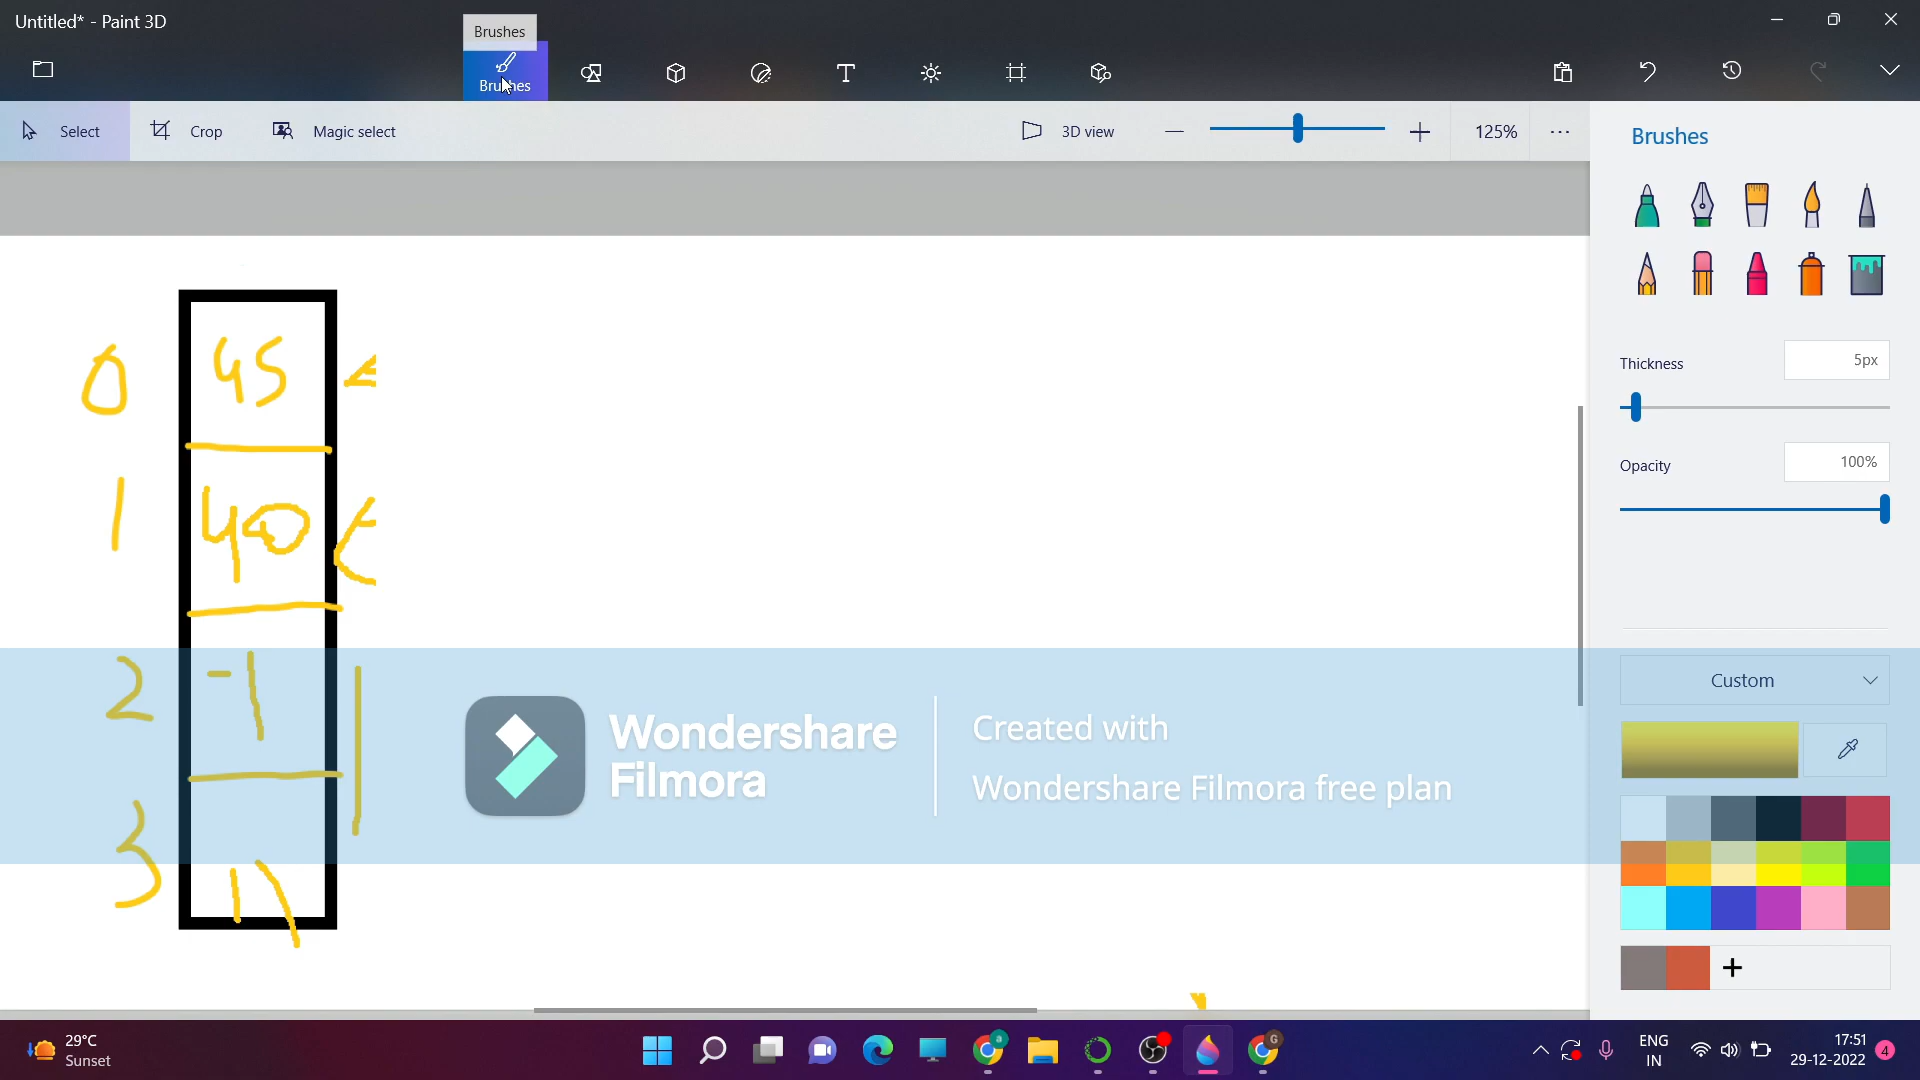 Untitled* - Paint 3D
Brushes
Brushes
Select
Crop
Magic select
3D view
125%
Brushes
Thickness
5px
Opacity
100%
Custom
0
45
1
40
2
-1
3
Wondershare
Filmora
Created with
Wondershare Filmora free plan
29°C
Sunset
a
G
ENG
IN
17:51
29-12-2022
4